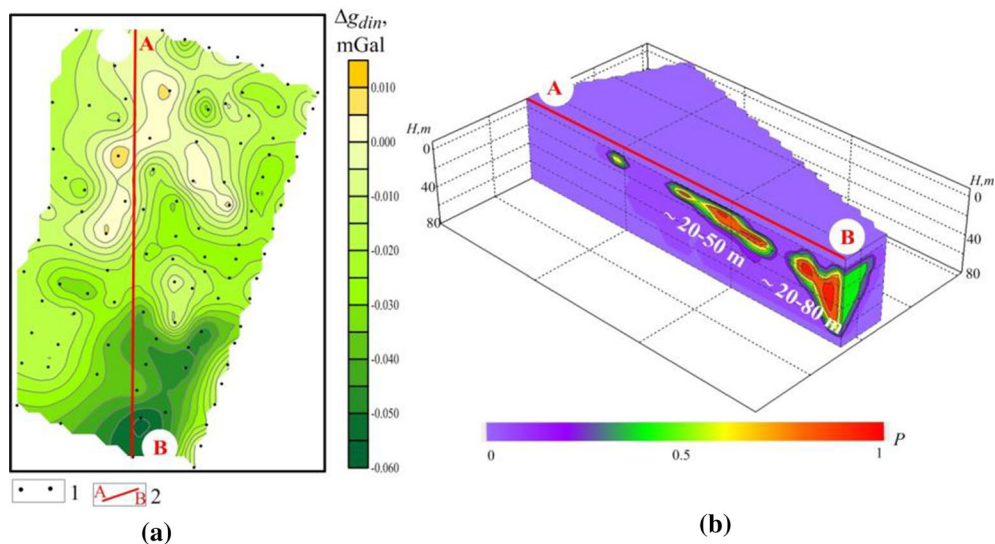 Δg_din,
mGal
0.010
0.000
-0.010
-0.020
-0.030
-0.040
-0.050
-0.060
A
B
1
A B 2
(a)
H,m
0
40
80
A
B
~ 20-50 m
~ 20-80 m
H,m
0
40
80
0 0.5 1 P
(b)